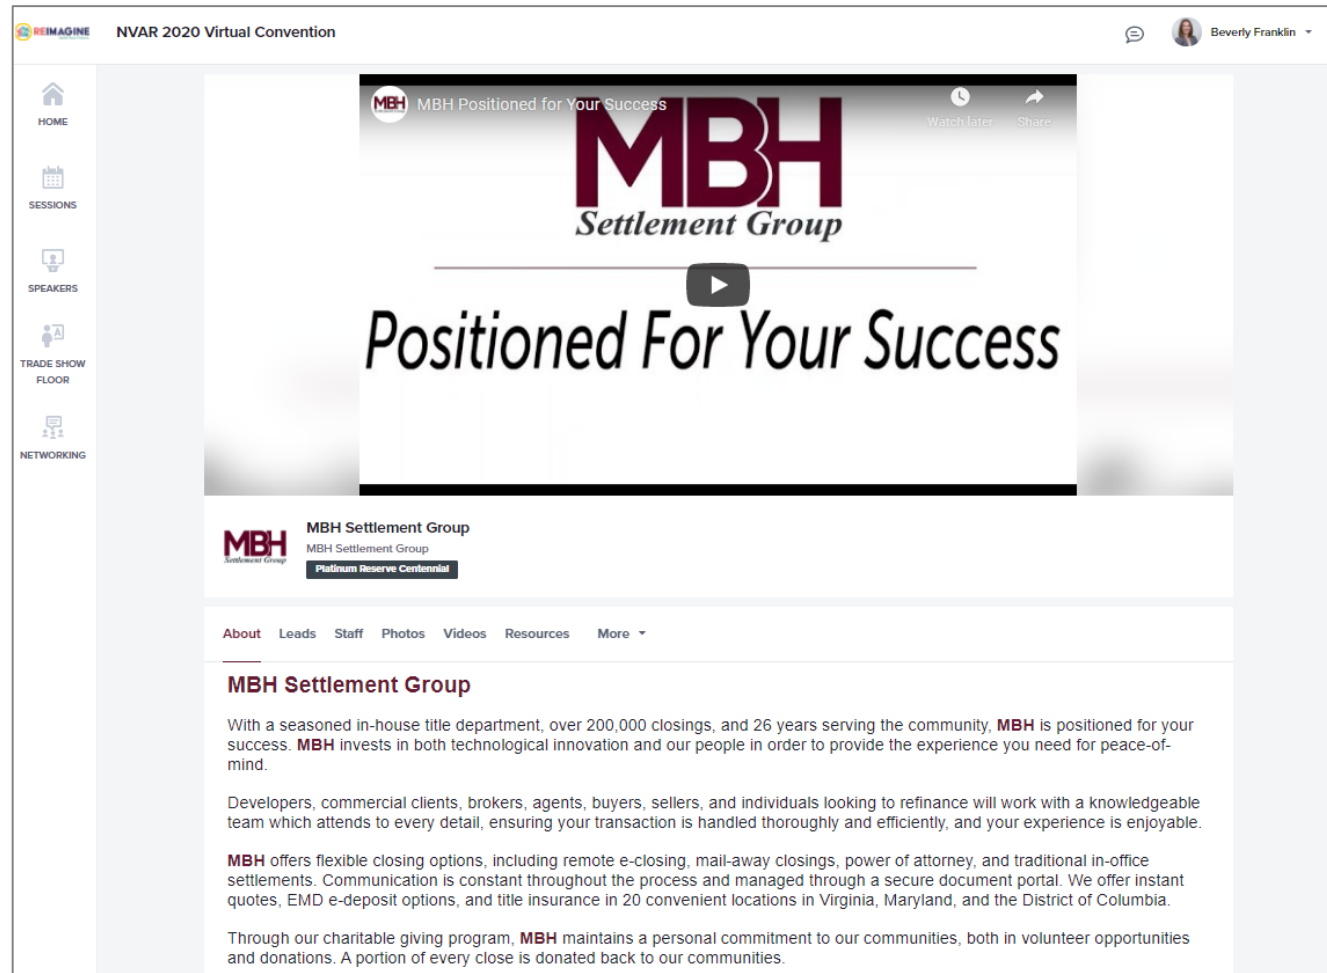 REIMAGINE
NVAR 2020 Virtual Convention
Beverly Franklin
HOME
SESSIONS
SPEAKERS
TRADE SHOW
FLOOR
NETWORKING
MBH
MBH Positioned for Your Success
Watch later
Share
MBH
Settlement Group
Positioned For Your Success
MBH
Settlement Group
MBH Settlement Group
MBH Settlement Group
Platinum Reserve Centennial
About Leads Staff Photos Videos Resources More
MBH Settlement Group
With a seasoned in-house title department, over 200,000 closings, and 26 years serving the community, MBH is positioned for your
success. MBH invests in both technological innovation and our people in order to provide the experience you need for peace-of-
mind.
Developers, commercial clients, brokers, agents, buyers, sellers, and individuals looking to refinance will work with a knowledgeable
team which attends to every detail, ensuring your transaction is handled thoroughly and efficiently, and your experience is enjoyable.
MBH offers flexible closing options, including remote e-closing, mail-away closings, power of attorney, and traditional in-office
settlements. Communication is constant throughout the process and managed through a secure document portal. We offer instant
quotes, EMD e-deposit options, and title insurance in 20 convenient locations in Virginia, Maryland, and the District of Columbia.
Through our charitable giving program, MBH maintains a personal commitment to our communities, both in volunteer opportunities
and donations. A portion of every close is donated back to our communities.